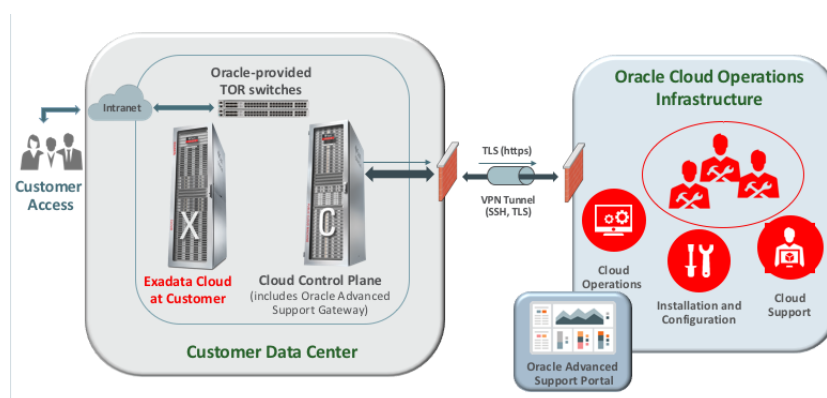 Oracle-provided
TOR switches
Intranet
Customer
Access
X
Exadata Cloud
at Customer
C
Cloud Control Plane
(includes Oracle Advanced
Support Gateway)
Customer Data Center
TLS (https)
VPN Tunnel
(SSH, TLS)
Oracle Cloud Operations
Infrastructure
Cloud
Operations
Installation and
Configuration
Cloud
Support
Oracle Advanced
Support Portal